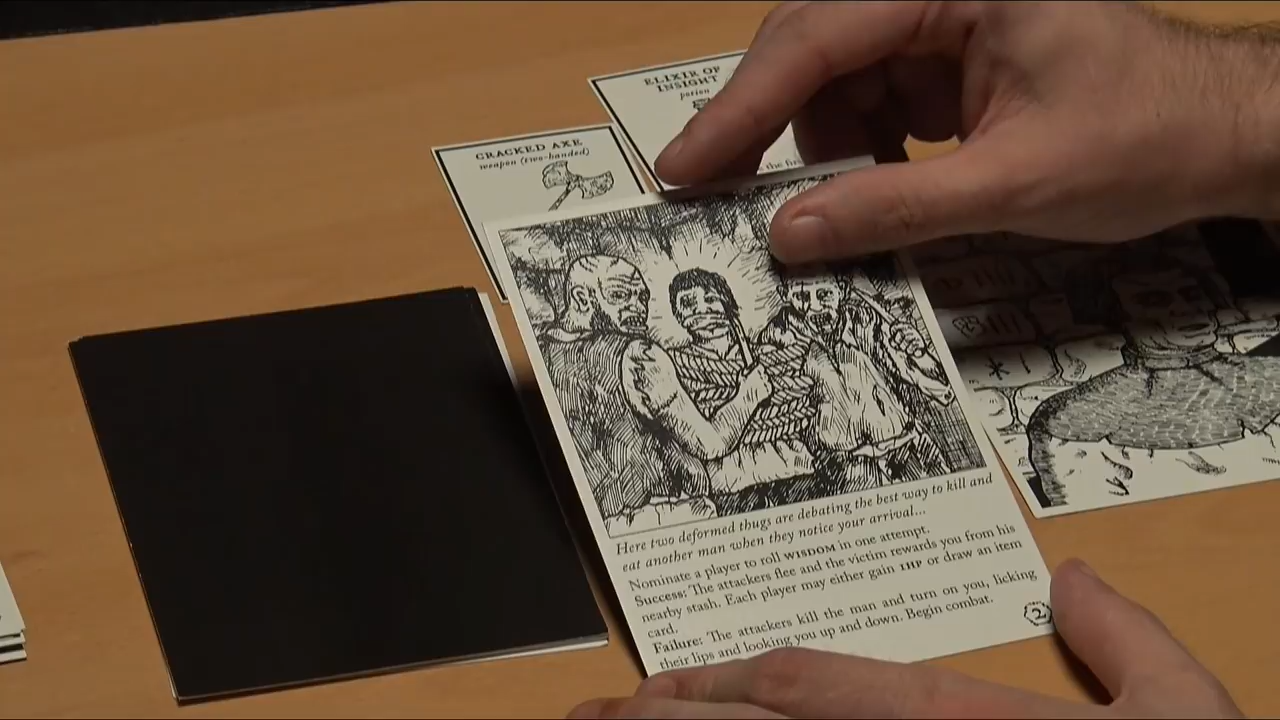 ELIXIR OF
INSIGHT
potion
the fir
CRACKED AXE
weapon (two-handed)
Here two deformed thugs are debating the best way to kill and
eat another man when they notice your arrival...
Nominate a player to roll WISDOM in one attempt.
Success: The attackers flee and the victim rewards you from his
nearby stash. Each player may either gain 1HP or draw an item
card.
Failure: The attackers kill the man and turn on you, licking
their lips and looking you up and down. Begin combat.
2